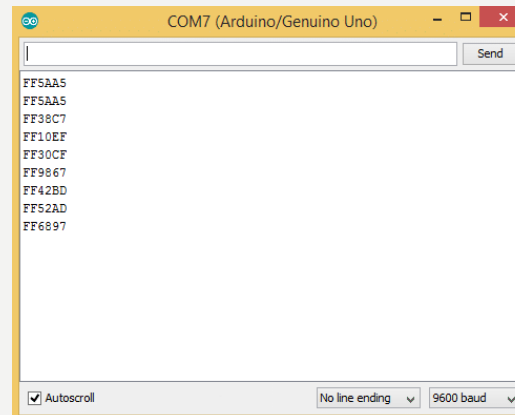 COM7 (Arduino/Genuino Uno)
Send
FF5AA5
FF5AA5
FF38C7
FF10EF
FF30CF
FF9867
FF42BD
FF52AD
FF6897
Autoscroll
No line ending
9600 baud